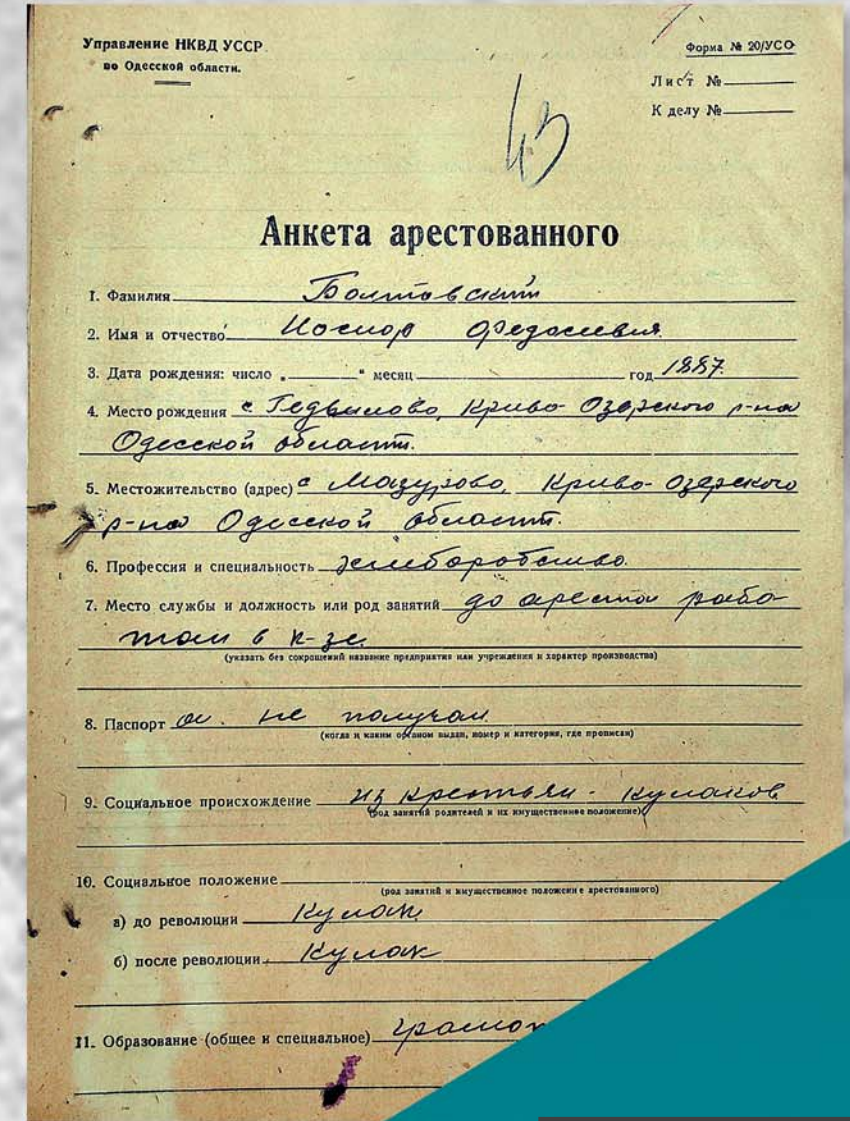 Управление НКВД УССР
по Одесской области.
Форма № 20/УСО
Лист №
К делу №
43
Анкета арестованного
1. Фамилия Болтовский
2. Имя и отчество
3. Дата рождения: число „ “ месяц год 1887.
4. Место рождения с. Криво-Озерского р-на
Одесской области.
5. Местожительство (адрес) с Мазурово, Криво-Озерского
р-на Одесской области.
6. Профессия и специальность
7. Место службы и должность или род занятий до ареста рабо-
тал в к-зе.
(указать без сокращений название предприятия или учреждения и характер производства)
8. Паспорт не получал
(когда и каким органом выдан, номер и категория, где прописан)
9. Социальное происхождение из крестьян - кулаков
(род занятий родителей и их имущественное положение)
10. Социальное положение
(род занятий и имущественное положение арестованного)
а) до революции Кулак
б) после революции Кулак
11. Образование (общее и специальное)